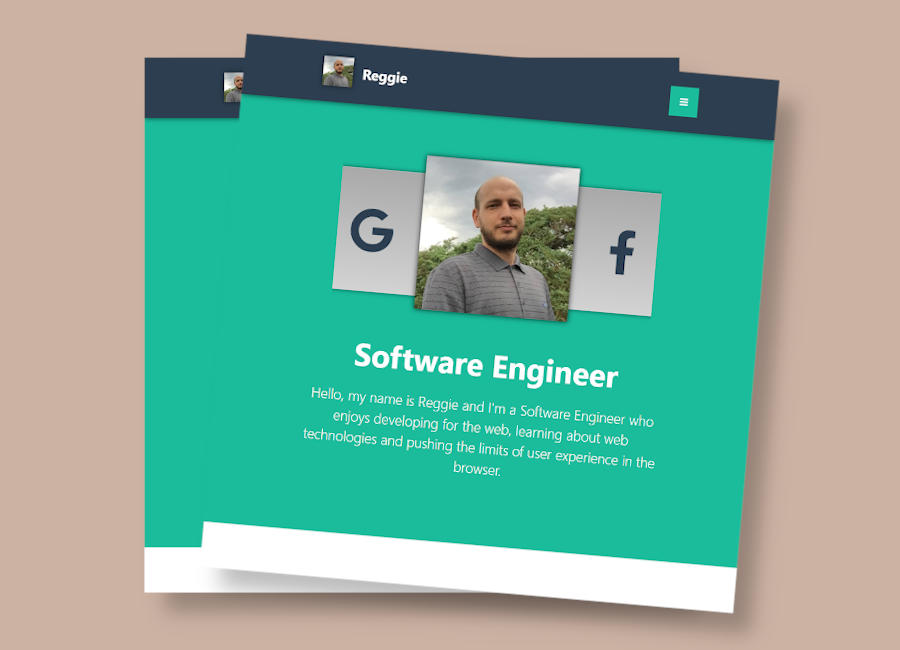 Reggie
G f
Software Engineer
Hello, my name is Reggie and I'm a Software Engineer who
enjoys developing for the web, learning about web
technologies and pushing the limits of user experience in the
browser.